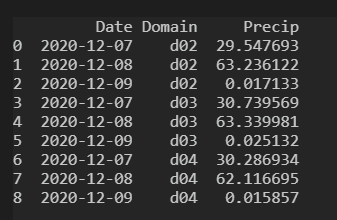 Date Domain Precip
0 2020-12-07 d02 29.547693
1 2020-12-08 d02 63.236122
2 2020-12-09 d02 0.017133
3 2020-12-07 d03 30.739569
4 2020-12-08 d03 63.339981
5 2020-12-09 d03 0.025132
6 2020-12-07 d04 30.286934
7 2020-12-08 d04 62.116695
8 2020-12-09 d04 0.015857